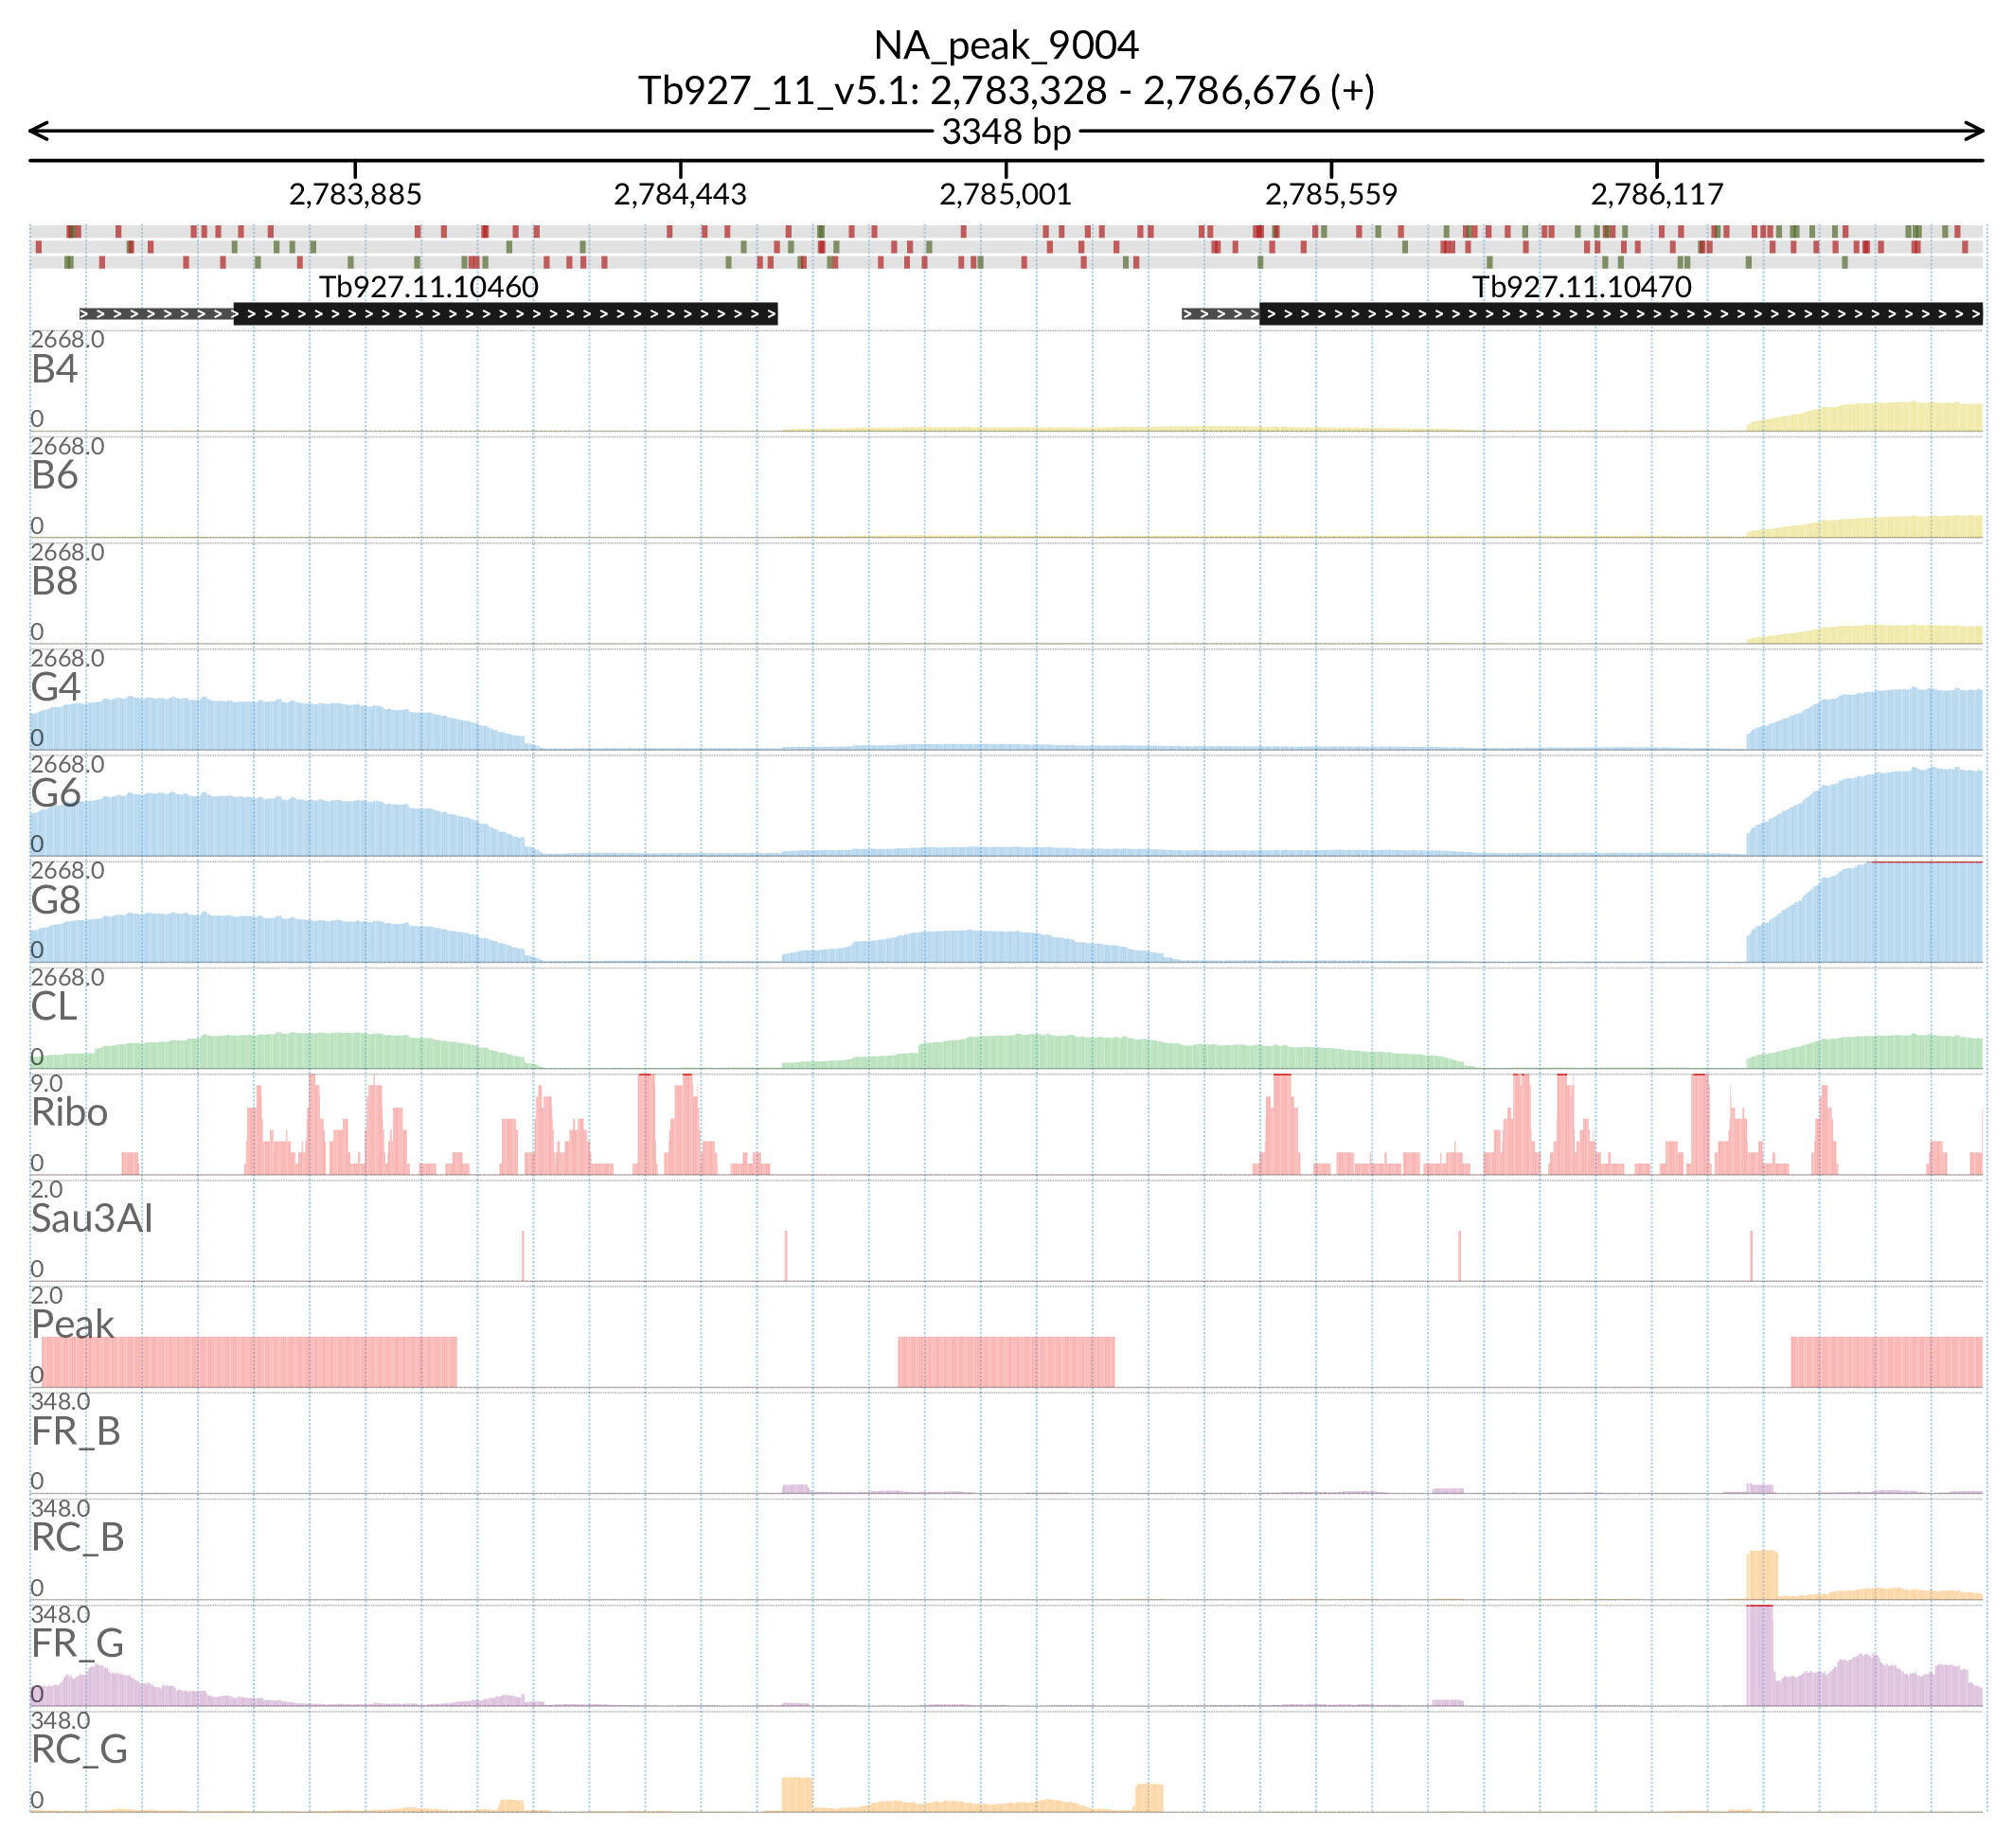 NA_peak_9004
Tb927_11_v5.1: 2,783,328 - 2,786,676 (+)
3348 bp
2,783,885 2,784,443 2,785,001 2,785,559 2,786,117
Tb927.11.10460 Tb927.11.10470
2668.0
B4
0
2668.0
B6
0
2668.0
B8
0
2668.0
G4
0
2668.0
G6
0
2668.0
G8
0
2668.0
CL
0
9.0
Ribo
0
2.0
Sau3AI
0
2.0
Peak
0
348.0
FR_B
0
348.0
RC_B
0
348.0
FR_G
0
348.0
RC_G
0